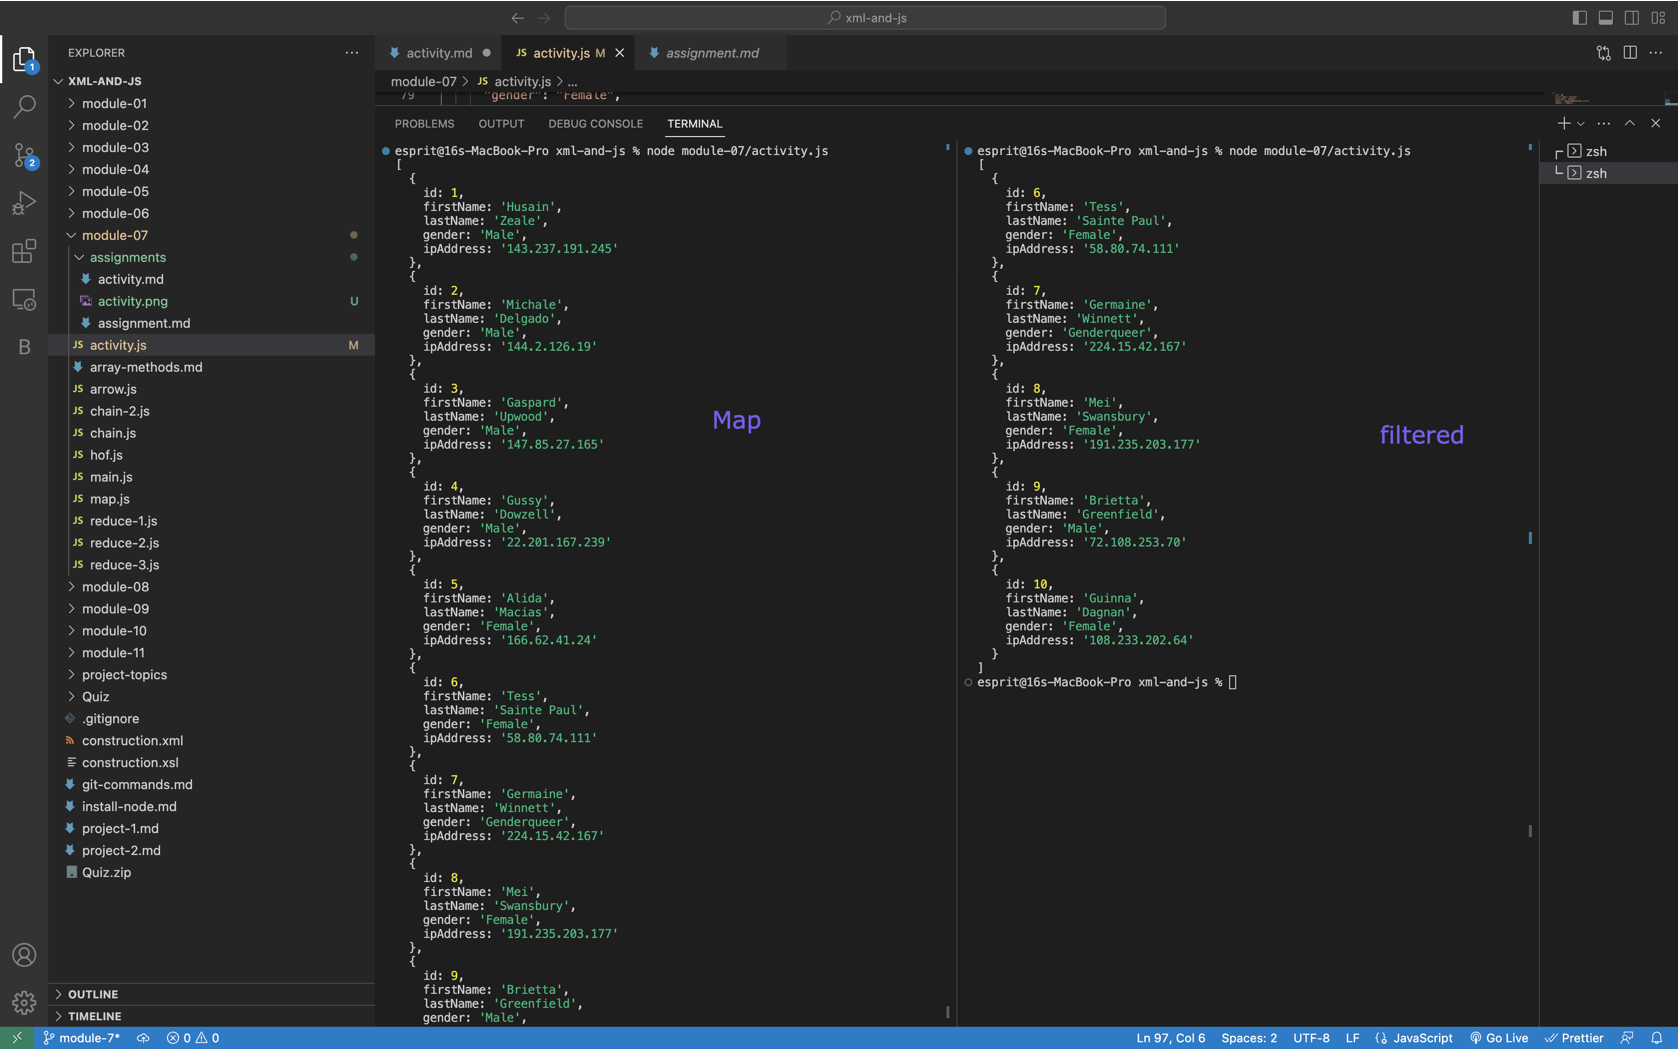 xml-and-js
EXPLORER
XML-AND-JS
module-01
module-02
module-03
module-04
module-05
module-06
module-07
assignments
activity.md
activity.png U
assignment.md
activity.js M
array-methods.md
arrow.js
chain-2.js
chain.js
hof.js
main.js
map.js
reduce-1.js
reduce-2.js
reduce-3.js
module-08
module-09
module-10
module-11
project-topics
Quiz
.gitignore
construction.xml
construction.xsl
git-commands.md
install-node.md
project-1.md
project-2.md
Quiz.zip
OUTLINE
TIMELINE
1
2
B
activity.md
JS activity.js M
assignment.md
module-07 > JS activity.js > ...
79 "gender": "Female",
PROBLEMS OUTPUT DEBUG CONSOLE TERMINAL
esprit@16s-MacBook-Pro xml-and-js % node module-07/activity.js
[
{
id: 1,
firstName: 'Husain',
lastName: 'Zeale',
gender: 'Male',
ipAddress: '143.237.191.245'
},
{
id: 2,
firstName: 'Michale',
lastName: 'Delgado',
gender: 'Male',
ipAddress: '144.2.126.19'
},
{
id: 3,
firstName: 'Gaspard',
lastName: 'Upwood',
gender: 'Male',
ipAddress: '147.85.27.165'
},
{
id: 4,
firstName: 'Gussy',
lastName: 'Dowzell',
gender: 'Male',
ipAddress: '22.201.167.239'
},
{
id: 5,
firstName: 'Alida',
lastName: 'Macias',
gender: 'Female',
ipAddress: '166.62.41.24'
},
{
id: 6,
firstName: 'Tess',
lastName: 'Sainte Paul',
gender: 'Female',
ipAddress: '58.80.74.111'
},
{
id: 7,
firstName: 'Germaine',
lastName: 'Winnett',
gender: 'Genderqueer',
ipAddress: '224.15.42.167'
},
{
id: 8,
firstName: 'Mei',
lastName: 'Swansbury',
gender: 'Female',
ipAddress: '191.235.203.177'
},
{
id: 9,
firstName: 'Brietta',
lastName: 'Greenfield',
gender: 'Male',
Map
esprit@16s-MacBook-Pro xml-and-js % node module-07/activity.js
[
{
id: 6,
firstName: 'Tess',
lastName: 'Sainte Paul',
gender: 'Female',
ipAddress: '58.80.74.111'
},
{
id: 7,
firstName: 'Germaine',
lastName: 'Winnett',
gender: 'Genderqueer',
ipAddress: '224.15.42.167'
},
{
id: 8,
firstName: 'Mei',
lastName: 'Swansbury',
gender: 'Female',
ipAddress: '191.235.203.177'
},
{
id: 9,
firstName: 'Brietta',
lastName: 'Greenfield',
gender: 'Male',
ipAddress: '72.108.253.70'
},
{
id: 10,
firstName: 'Guinna',
lastName: 'Dagnan',
gender: 'Female',
ipAddress: '108.233.202.64'
}
]
esprit@16s-MacBook-Pro xml-and-js %
filtered
zsh
zsh
module-7* 0 0 Ln 97, Col 6 Spaces: 2 UTF-8 LF {} JavaScript Go Live Prettier